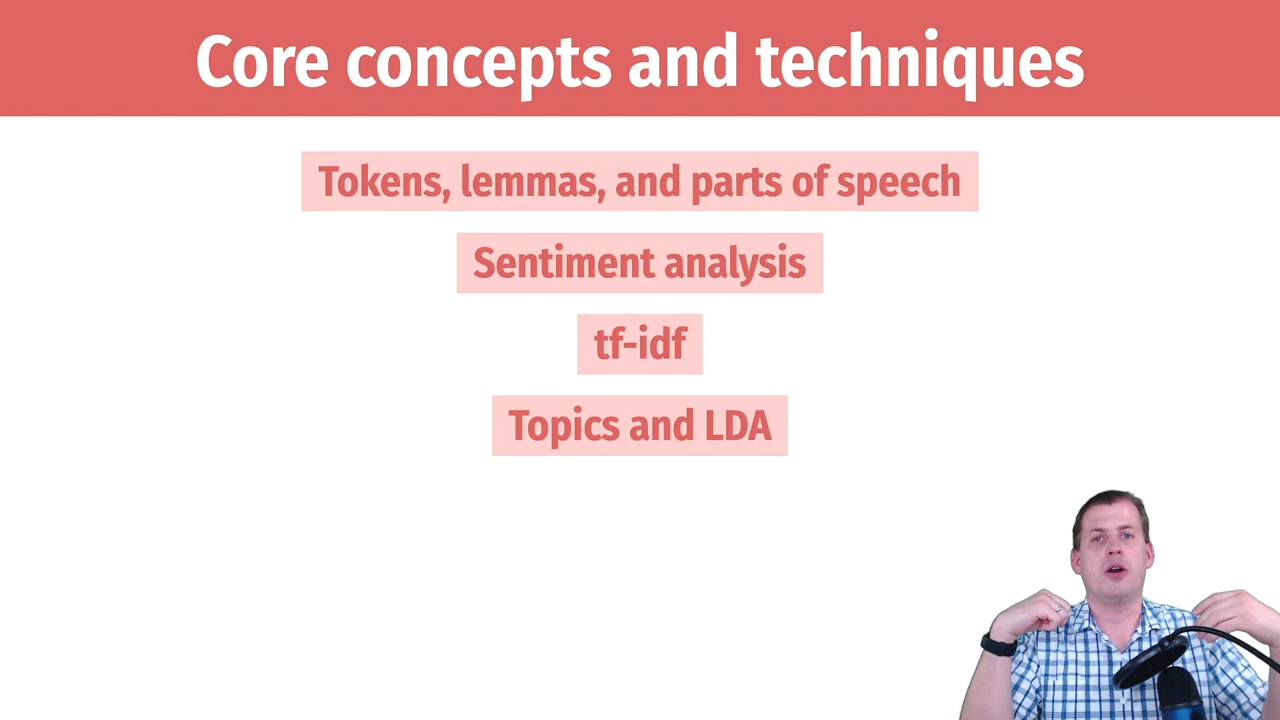 Core concepts and techniques
Tokens, lemmas, and parts of speech
Sentiment analysis
tf-idf
Topics and LDA